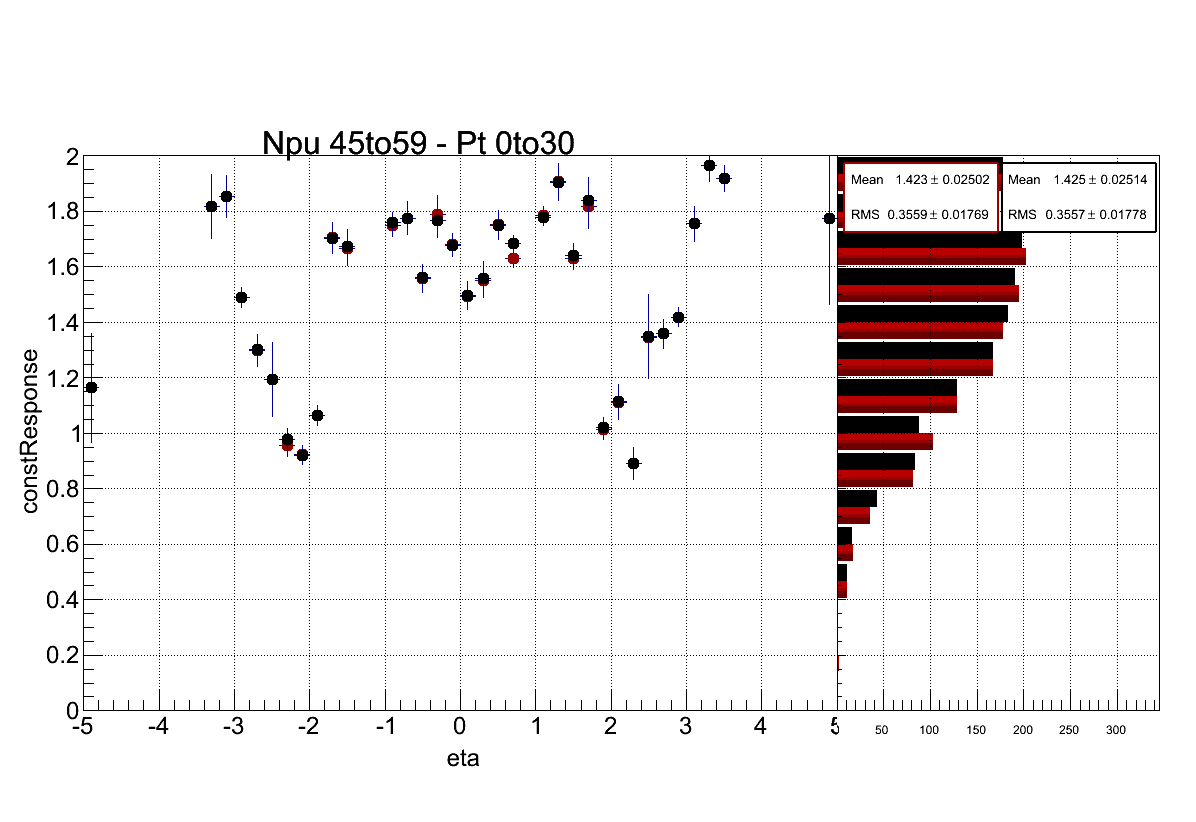 Npu 45to59 - Pt 0to30
2
1.8
1.6
1.4
1.2
1
0.8
0.6
0.4
0.2
0
constResponse
-5 -4 -3 -2 -1 0 1 2 3 4 5
eta
Mean 1.423 ± 0.02502
RMS 0.3559 ± 0.01769
Mean 1.425 ± 0.02514
RMS 0.3557 ± 0.01778
50 100 150 200 250 300